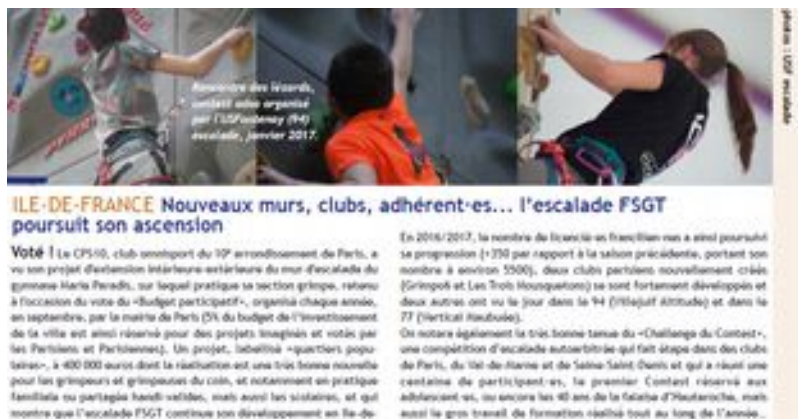 Rencontre des lézards,
contest ados organisé
par l'USFontenay (94)
escalade, janvier 2017.
photos : USF escalade
ILE-DE-FRANCE Nouveaux murs, clubs, adhérent·es... l'escalade FSGT
poursuit son ascension
Voté ! Le CPS10, club omnisport du 10e arrondissement de Paris, a
vu son projet d'extension intérieure-extérieure du mur d'escalade du
gymnase Marie Paradis, sur lequel pratique sa section grimpe, retenu
à l'occasion du vote du «Budget participatif», organisé chaque année,
en septembre, par la mairie de Paris (5% du budget de l'investissement
de la ville est ainsi réservé pour des projets imaginés et votés par
les Parisiens et Parisiennes). Un projet, labellisé «quartiers popu-
laires», à 400 000 euros dont la réalisation est une très bonne nouvelle
pour les grimpeurs et grimpeuses du coin, et notamment en pratique
familiale ou partagée handi-valides, mais aussi les scolaires, et qui
montre que l'escalade FSGT continue son développement en Ile-de-
En 2016/2017, le nombre de licencié·es francilien·nes a ainsi poursuivi
sa progression (+350 par rapport à la saison précédente, portant son
nombre à environ 5500), deux clubs parisiens nouvellement créés
(Grimpo6 et Les Trois Mousquetons) se sont fortement développés et
deux autres ont vu le jour dans le 94 (Villejuif Altitude) et dans le
77 (Vertical Maubuée).
On notera également la très bonne tenue du «Challenge du Contest»,
une compétition d'escalade autoarbitrée qui fait étape dans des clubs
de Paris, du Val-de-Marne et de Seine-Saint-Denis et qui a réuni une
centaine de participant·es, le premier Contest réservé aux
adolescent·es, ou encore les 40 ans de la falaise d'Hauteroche, mais
aussi le gros travail de formation réalisé tout au long de l'année.